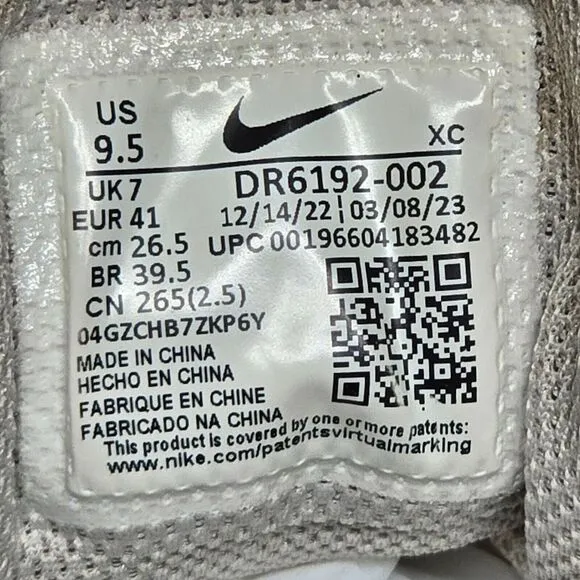 US
9.5
XC
UK 7
DR6192-002
EUR 41
12/14/22 | 03/08/23
cm 26.5
UPC 00196604183482
BR 39.5
CN 265(2.5)
04GZCHB7ZKP6Y
MADE IN CHINA
HECHO EN CHINA
FABRIQUE EN CHINE
FABRICADO NA CHINA
This product is covered by one or more patents:
www.nike.com/patentsvirtualmarking